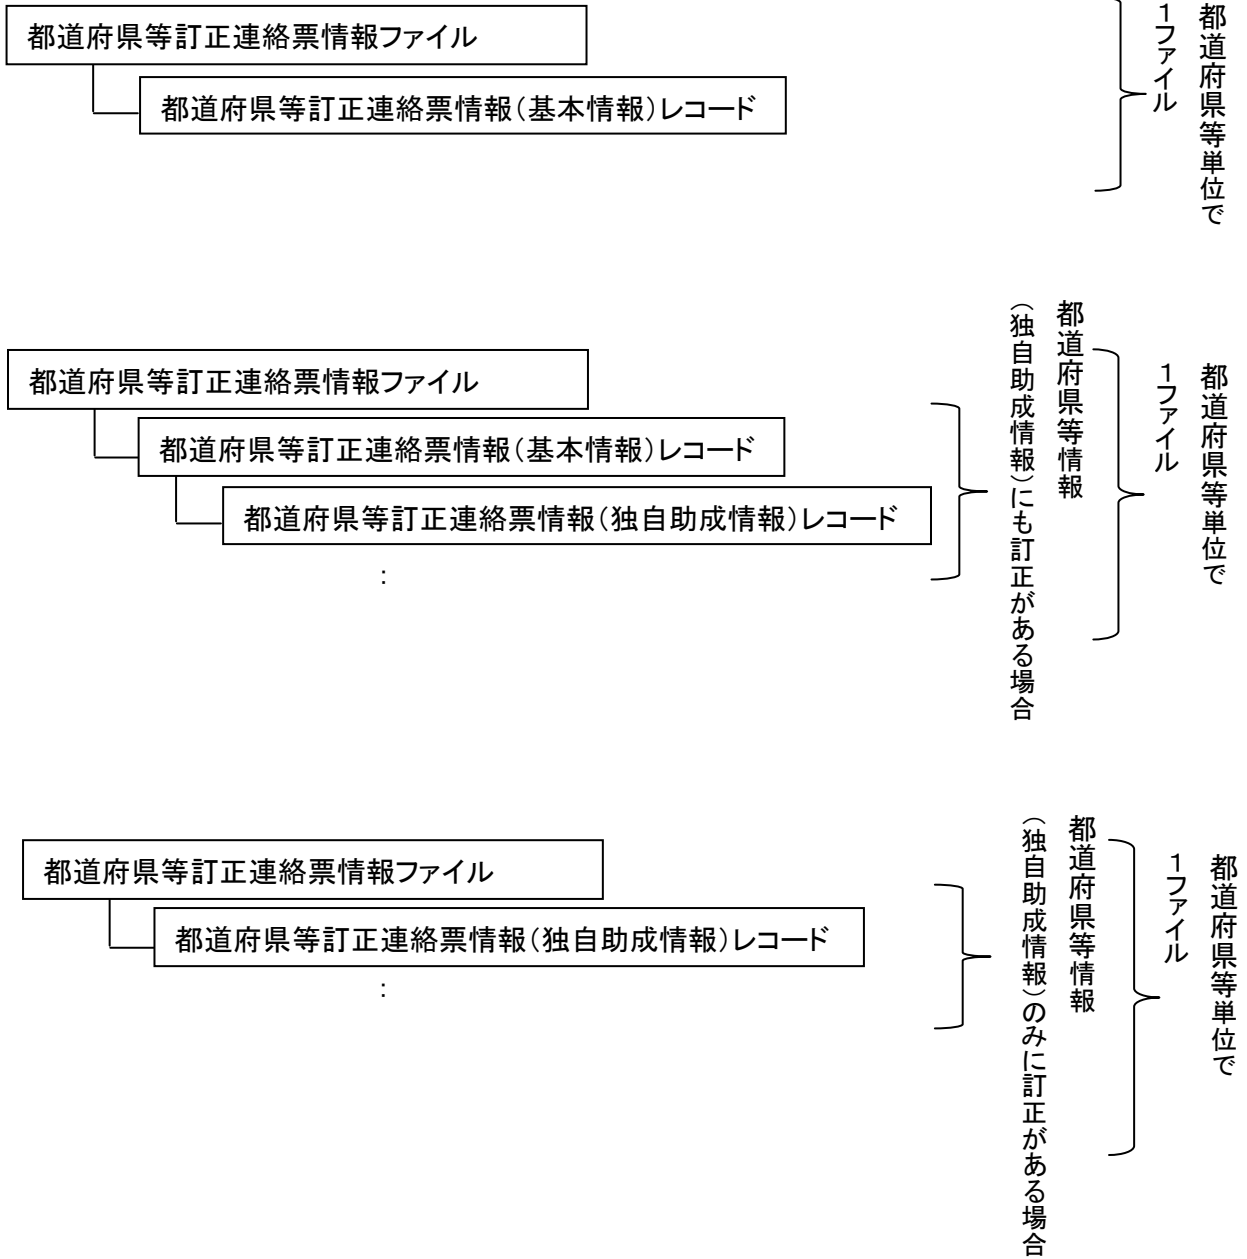 都道府県等訂正連絡票情報ファイル
都道府県等訂正連絡票情報(基本情報)レコード
都道府県等単位で
1ファイル
都道府県等訂正連絡票情報ファイル
都道府県等訂正連絡票情報(基本情報)レコード
都道府県等訂正連絡票情報(独自助成情報)レコード
:
都道府県等情報
(独自助成情報)にも訂正がある場合
都道府県等単位で
1ファイル
都道府県等訂正連絡票情報ファイル
都道府県等訂正連絡票情報(独自助成情報)レコード
:
都道府県等情報
(独自助成情報)のみに訂正がある場合
都道府県等単位で
1ファイル